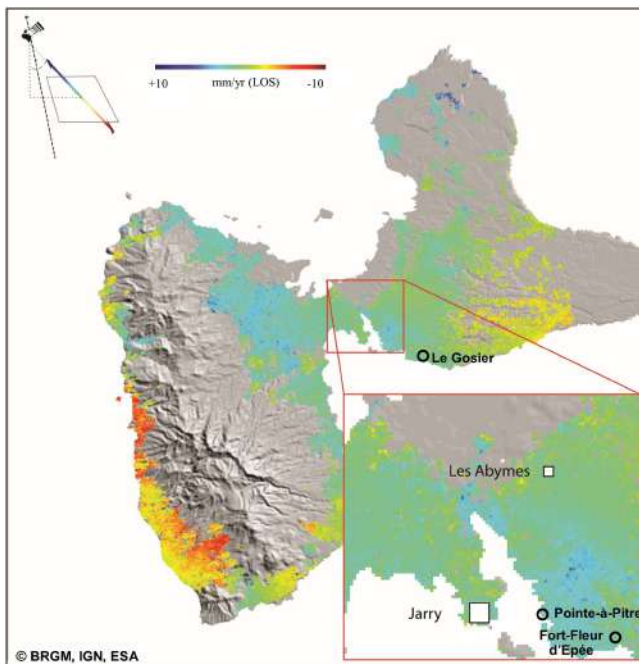 +10 mm/yr (LOS) -10
Le Gosier
Les Abymes
Jarry
Pointe-à-Pitre
Fort-Fleur
d'Epée
© BRGM, IGN, ESA